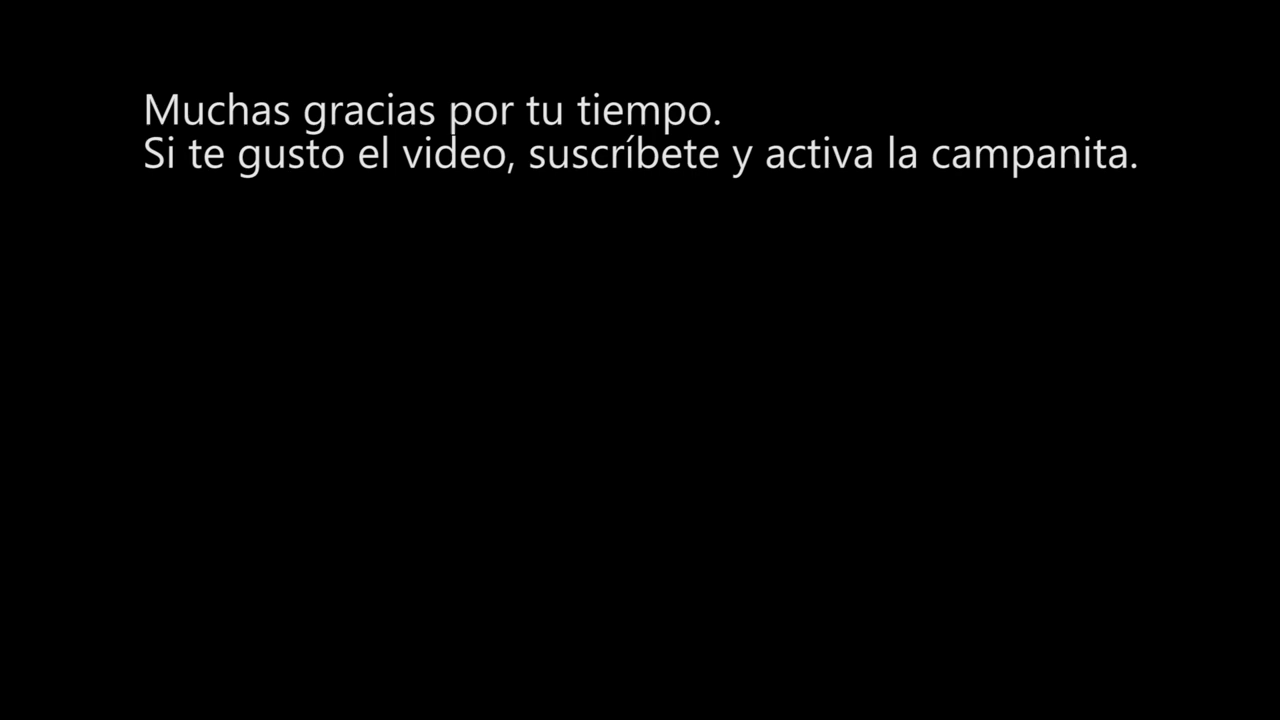 Muchas gracias por tu tiempo.
Si te gusto el video, suscríbete y activa la campanita.